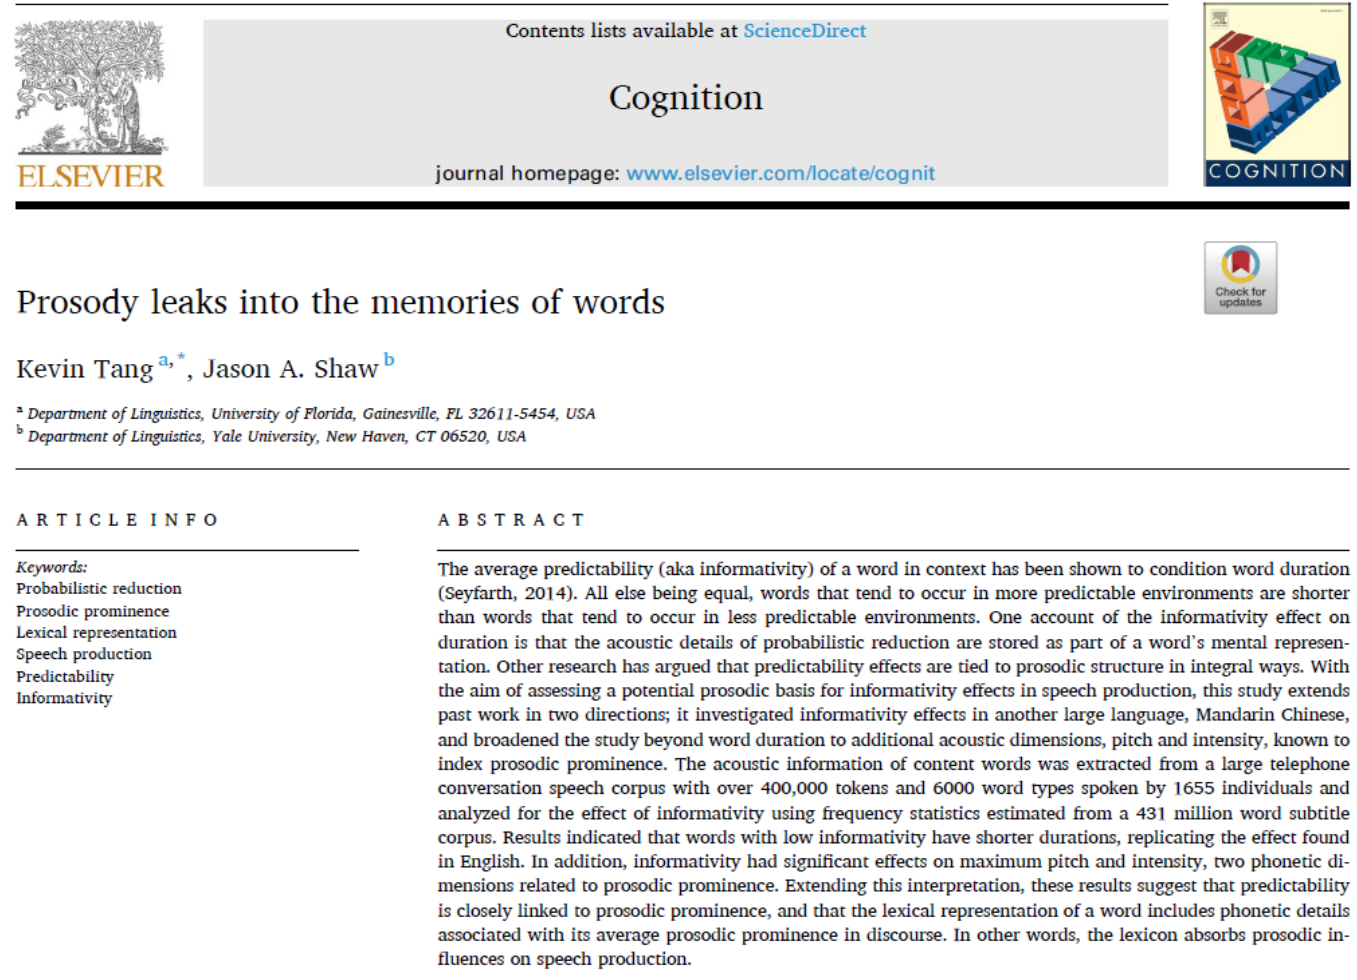 Contents lists available at ScienceDirect
Cognition
journal homepage: www.elsevier.com/locate/cognit
ELSEVIER
COGNITION
Check for
updates
Prosody leaks into the memories of words
Kevin Tang a,*, Jason A. Shaw b
a Department of Linguistics, University of Florida, Gainesville, FL 32611-5454, USA
b Department of Linguistics, Yale University, New Haven, CT 06520, USA
ARTICLE INFO
Keywords:
Probabilistic reduction
Prosodic prominence
Lexical representation
Speech production
Predictability
Informativity
ABSTRACT
The average predictability (aka informativity) of a word in context has been shown to condition word duration
(Seyfarth, 2014). All else being equal, words that tend to occur in more predictable environments are shorter
than words that tend to occur in less predictable environments. One account of the informativity effect on
duration is that the acoustic details of probabilistic reduction are stored as part of a word's mental represen-
tation. Other research has argued that predictability effects are tied to prosodic structure in integral ways. With
the aim of assessing a potential prosodic basis for informativity effects in speech production, this study extends
past work in two directions; it investigated informativity effects in another large language, Mandarin Chinese,
and broadened the study beyond word duration to additional acoustic dimensions, pitch and intensity, known to
index prosodic prominence. The acoustic information of content words was extracted from a large telephone
conversation speech corpus with over 400,000 tokens and 6000 word types spoken by 1655 individuals and
analyzed for the effect of informativity using frequency statistics estimated from a 431 million word subtitle
corpus. Results indicated that words with low informativity have shorter durations, replicating the effect found
in English. In addition, informativity had significant effects on maximum pitch and intensity, two phonetic di-
mensions related to prosodic prominence. Extending this interpretation, these results suggest that predictability
is closely linked to prosodic prominence, and that the lexical representation of a word includes phonetic details
associated with its average prosodic prominence in discourse. In other words, the lexicon absorbs prosodic in-
fluences on speech production.